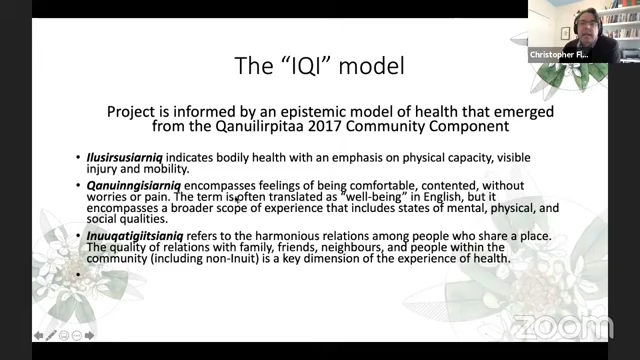 Christopher Fl...
The “IQI” model
Project is informed by an epistemic model of health that emerged
from the Qanuilirpitaa 2017 Community Component
• Ilusirsusiarniq indicates bodily health with an emphasis on physical capacity, visible
injury and mobility.
• Qanuinngisiarniq encompasses feelings of being comfortable, contented, without
worries or pain. The term is often translated as “well-being” in English, but it
encompasses a broader scope of experience that includes states of mental, physical, and
social qualities.
• Inuuqatigiitsianiq refers to the harmonious relations among people who share a place.
The quality of relations with family, friends, neighbours, and people within the
community (including non-Inuit) is a key dimension of the experience of health.
•
zoom